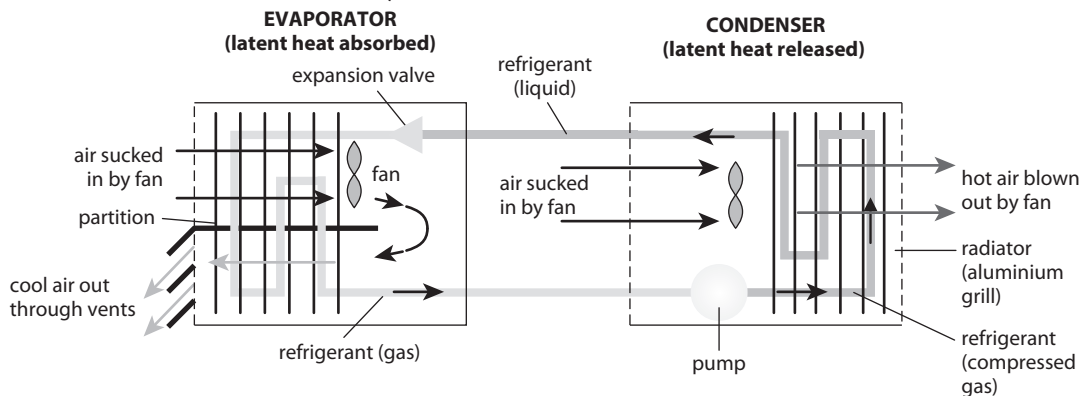 EVAPORATOR
(latent heat absorbed)
CONDENSER
(latent heat released)
expansion valve
refrigerant
(liquid)
air sucked
in by fan
fan
partition
cool air out
through vents
refrigerant (gas)
air sucked
in by fan
hot air blown
out by fan
radiator
(aluminium
grill)
pump
refrigerant
(compressed
gas)